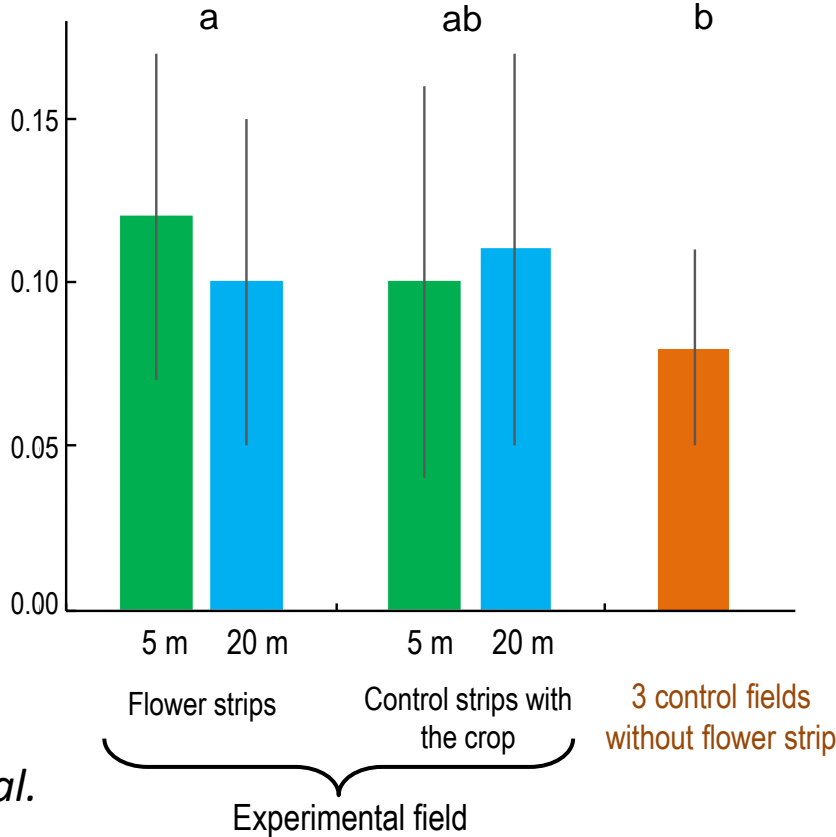 a ab b
0.15
0.10
0.05
0.00
5 m 20 m 5 m 20 m
Flower strips
Control strips with
the crop
3 control fields
without flower strip
al.
Experimental field